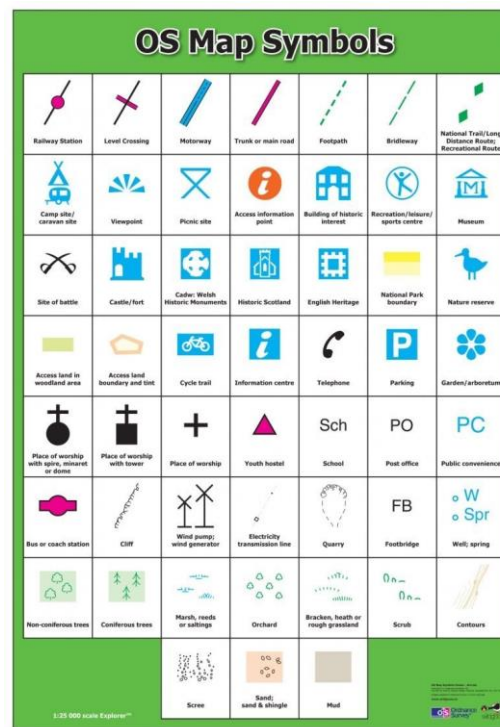 OS Map Symbols
Railway Station
Level Crossing
Motorway
Trunk or main road
Footpath
Bridleway
National Trail/Long
Distance Route;
Recreational Route
Camp site/
caravan site
Viewpoint
Picnic site
i
Access information
point
Building of historic
interest
Recreation/leisure/
sports centre
M
Museum
Site of battle
Castle/fort
Cadw: Welsh
Historic Monuments
Historic Scotland
English Heritage
National Park
boundary
Nature reserve
Access land in
woodland area
Access land
boundary and tint
Cycle trail
i
Information centre
Telephone
P
Parking
Garden/arboretum
Place of worship
with spire, minaret
or dome
Place of worship
with tower
Place of worship
Youth hostel
Sch
School
PO
Post office
PC
Public convenience
Bus or coach station
Cliff
Wind pump;
wind generator
Electricity
transmission line
Quarry
FB
Footbridge
W
Spr
Well; spring
Non-coniferous trees
Coniferous trees
Marsh, reeds
or saltings
Orchard
Bracken, heath or
rough grassland
Scrub
Contours
Scree
Sand;
sand & shingle
Mud
1:25 000 scale Explorer™
OS Ordnance
Survey